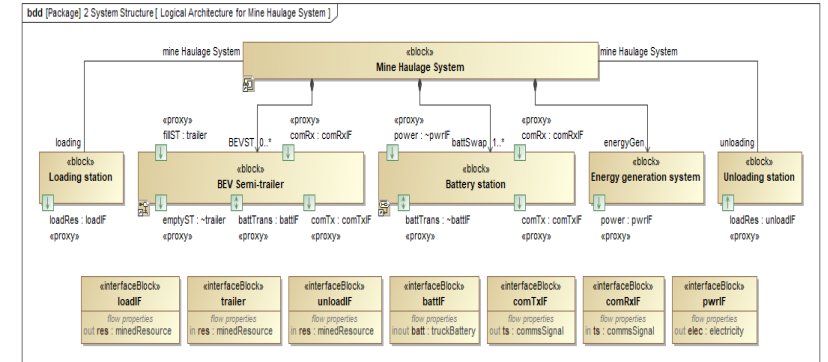 bdd [Package] 2 System Structure [ Logical Architecture for Mine Haulage System ]
mine Haulage System
«block»
Mine Haulage System
mine Haulage System
«proxy»
fillST : trailer
BEVST
0..*
«proxy»
comRx : comRxIF
«proxy»
power : ~pwrIF
battSwap
1..*
«proxy»
comRx : comRxIF
loading
energyGen
unloading
«block»
Loading station
«block»
BEV Semi-trailer
«block»
Battery station
«block»
Energy generation system
«block»
Unloading station
loadRes : loadIF
«proxy»
emptyST : ~trailer
«proxy»
battTrans : battIF
«proxy»
comTx : comTxIF
«proxy»
battTrans : ~battIF
«proxy»
comTx : comTxIF
«proxy»
power : pwrIF
«proxy»
loadRes : unloadIF
«proxy»
«interfaceBlock»
loadIF
flow properties
out res : minedResource
«interfaceBlock»
trailer
flow properties
in res : minedResource
«interfaceBlock»
unloadIF
flow properties
in res : minedResource
«interfaceBlock»
battIF
flow properties
inout batt : truckBattery
«interfaceBlock»
comTxIF
flow properties
out ts : commsSignal
«interfaceBlock»
comRxIF
flow properties
in ts : commsSignal
«interfaceBlock»
pwrIF
flow properties
out elec : electricity